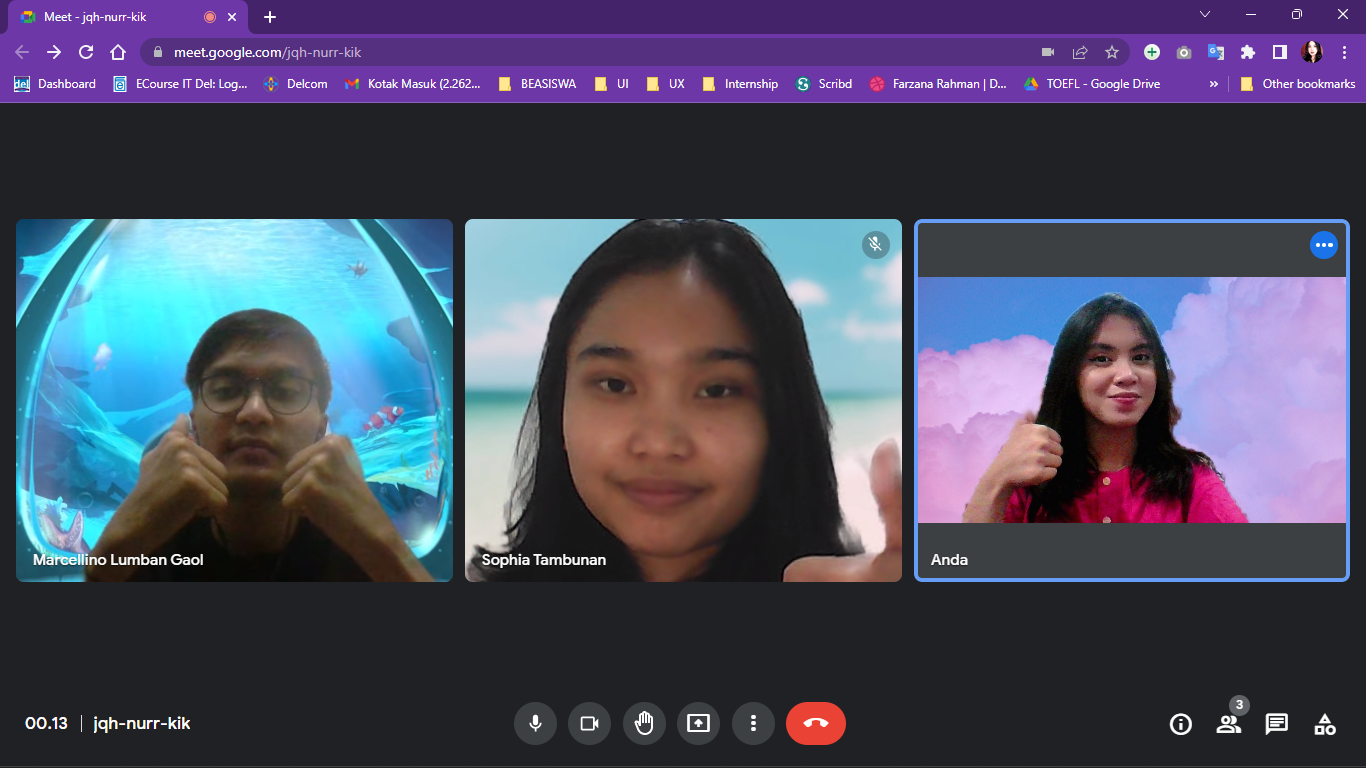 Meet - jqh-nurr-kik
meet.google.com/jqh-nurr-kik
del Dashboard ECourse IT Del: Log... Delcom Kotak Masuk (2.262... BEASISWA UI UX Internship Scribd Farzana Rahman | D... TOEFL - Google Drive » Other bookmarks
Marcellino Lumban Gaol
Sophia Tambunan
Anda
00.13 | jqh-nurr-kik
3